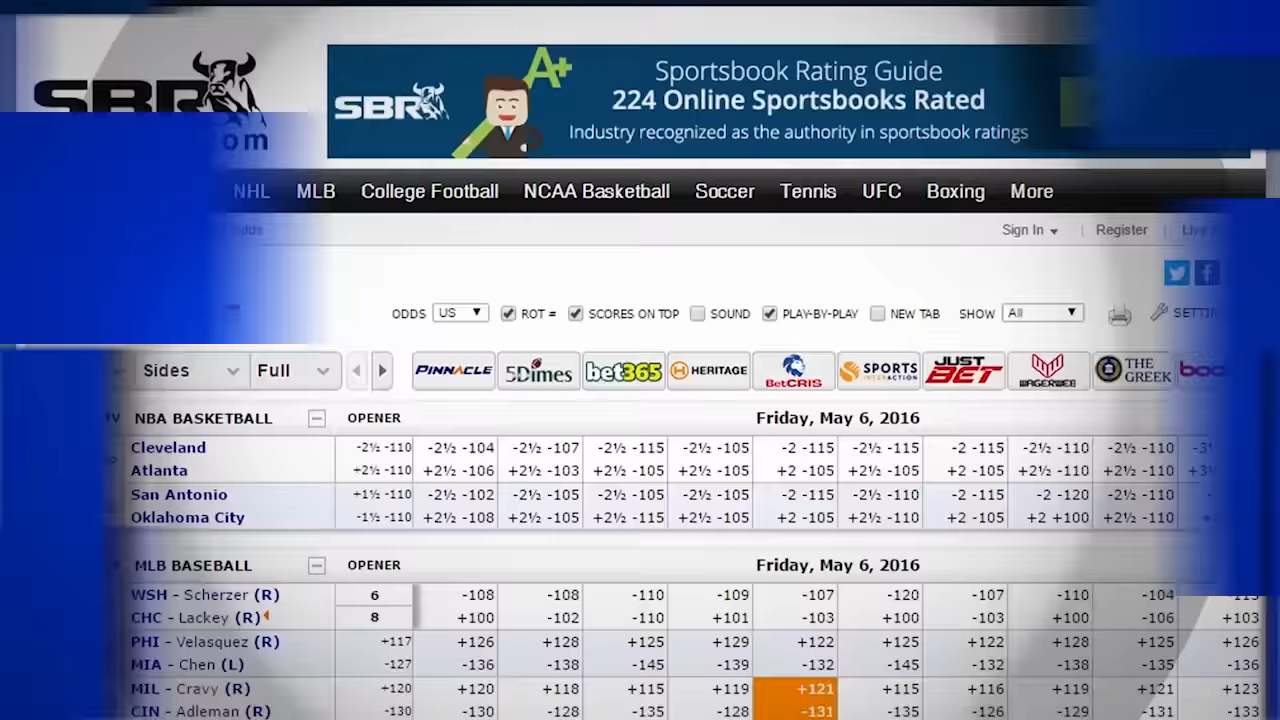 SBR
om
SBR A+ Sportsbook Rating Guide
224 Online Sportsbooks Rated
Industry recognized as the authority in sportsbook ratings
NHL MLB College Football NCAA Basketball Soccer Tennis UFC Boxing More
Sign In | Register | Live
ODDS US ROT = SCORES ON TOP SOUND PLAY-BY-PLAY NEW TAB SHOW All
Sides Full PINNACLE 5Dimes bet365 HERITAGE BETCRIS SPORTS INTERACTION JUST BET WAGERWEB THE GREEK
NBA BASKETBALL OPENER Friday, May 6, 2016
Cleveland -2½ -110 -2½ -104 -2½ -107 -2½ -115 -2½ -105 -2 -115 -2½ -115 -2 -115 -2½ -110 -2½ -110
Atlanta +2½ -110 +2½ -106 +2½ -103 +2½ -105 +2½ -105 +2 -105 +2½ -105 +2 -105 +2½ -110 +2½ -110
San Antonio +1½ -110 -2½ -102 -2½ -105 -2½ -105 -2½ -105 -2 -115 -2½ -110 -2 -115 -2 -120 -2½ -110
Oklahoma City -1½ -110 +2½ -108 +2½ -105 +2½ -115 +2½ -105 +2 -105 +2½ -110 +2 -105 +2 +100 +2½ -110
MLB BASEBALL OPENER Friday, May 6, 2016
WSH - Scherzer (R) 6 -108 -108 -110 -109 -107 -120 -107 -110 -104
CHC - Lackey (R) 8 +100 -102 -110 +101 -103 +100 -103 +100 -106 +103
PHI - Velasquez (R) +117 +126 +128 +125 +129 +122 +125 +122 +128 +125 +126
MIA - Chen (L) -127 -136 -138 -145 -139 -132 -145 -132 -138 -135 -136
MIL - Cravy (R) +120 +120 +118 +115 +119 +121 +115 +116 +119 +121 +123
CIN - Adleman (R) -130 -130 -128 -135 -128 -131 -135 -126 -129 -131 -133